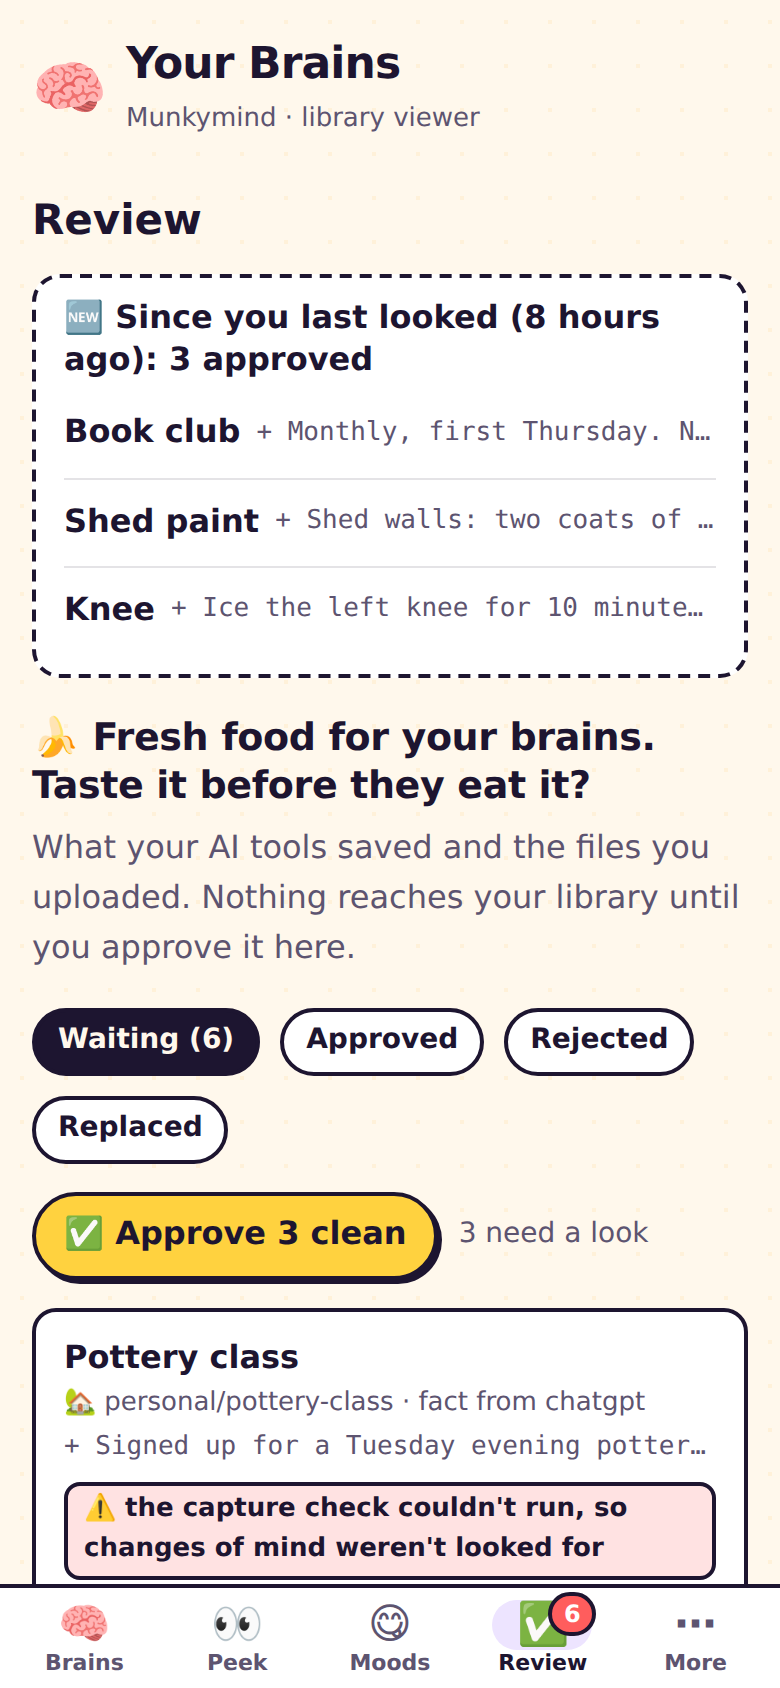 Your Brains
Munkymind · library viewer
Review
🆕 Since you last looked (8 hours
ago): 3 approved
Book club + Monthly, first Thursday. N…
Shed paint + Shed walls: two coats of …
Knee + Ice the left knee for 10 minute…
🍌 Fresh food for your brains.
Taste it before they eat it?
What your AI tools saved and the files you
uploaded. Nothing reaches your library until
you approve it here.
Waiting (6) Approved Rejected
Replaced
✅ Approve 3 clean 3 need a look
Pottery class
🏡 personal/pottery-class · fact from chatgpt
+ Signed up for a Tuesday evening potter…
⚠️ the capture check couldn't run, so
changes of mind weren't looked for
6
Brains Peek Moods Review More